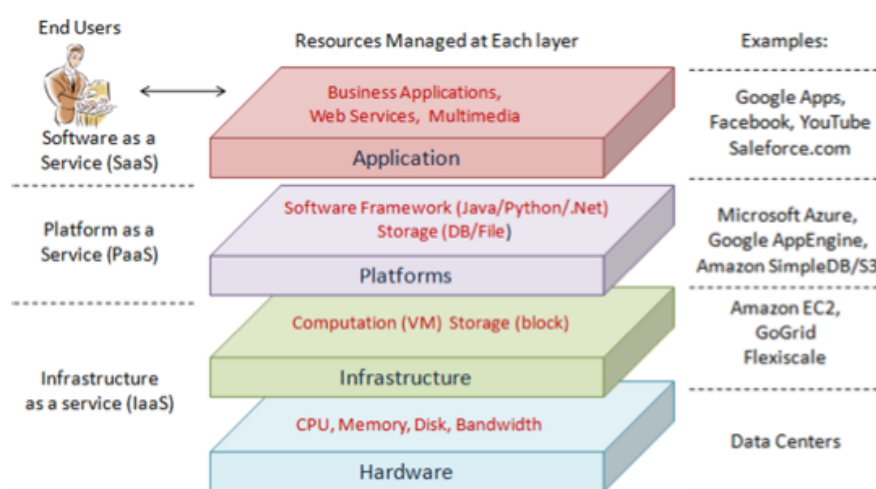 End Users
Resources Managed at Each layer
Examples:
Business Applications,
Web Services, Multimedia
Application
Software as a
Service (SaaS)
Google Apps,
Facebook, YouTube
Saleforce.com
Software Framework (Java/Python/.Net)
Storage (DB/File)
Platforms
Platform as a
Service (PaaS)
Microsoft Azure,
Google AppEngine,
Amazon SimpleDB/S3
Computation (VM) Storage (block)
Infrastructure
Amazon EC2,
GoGrid
Flexiscale
Infrastructure
as a service (IaaS)
CPU, Memory, Disk, Bandwidth
Hardware
Data Centers